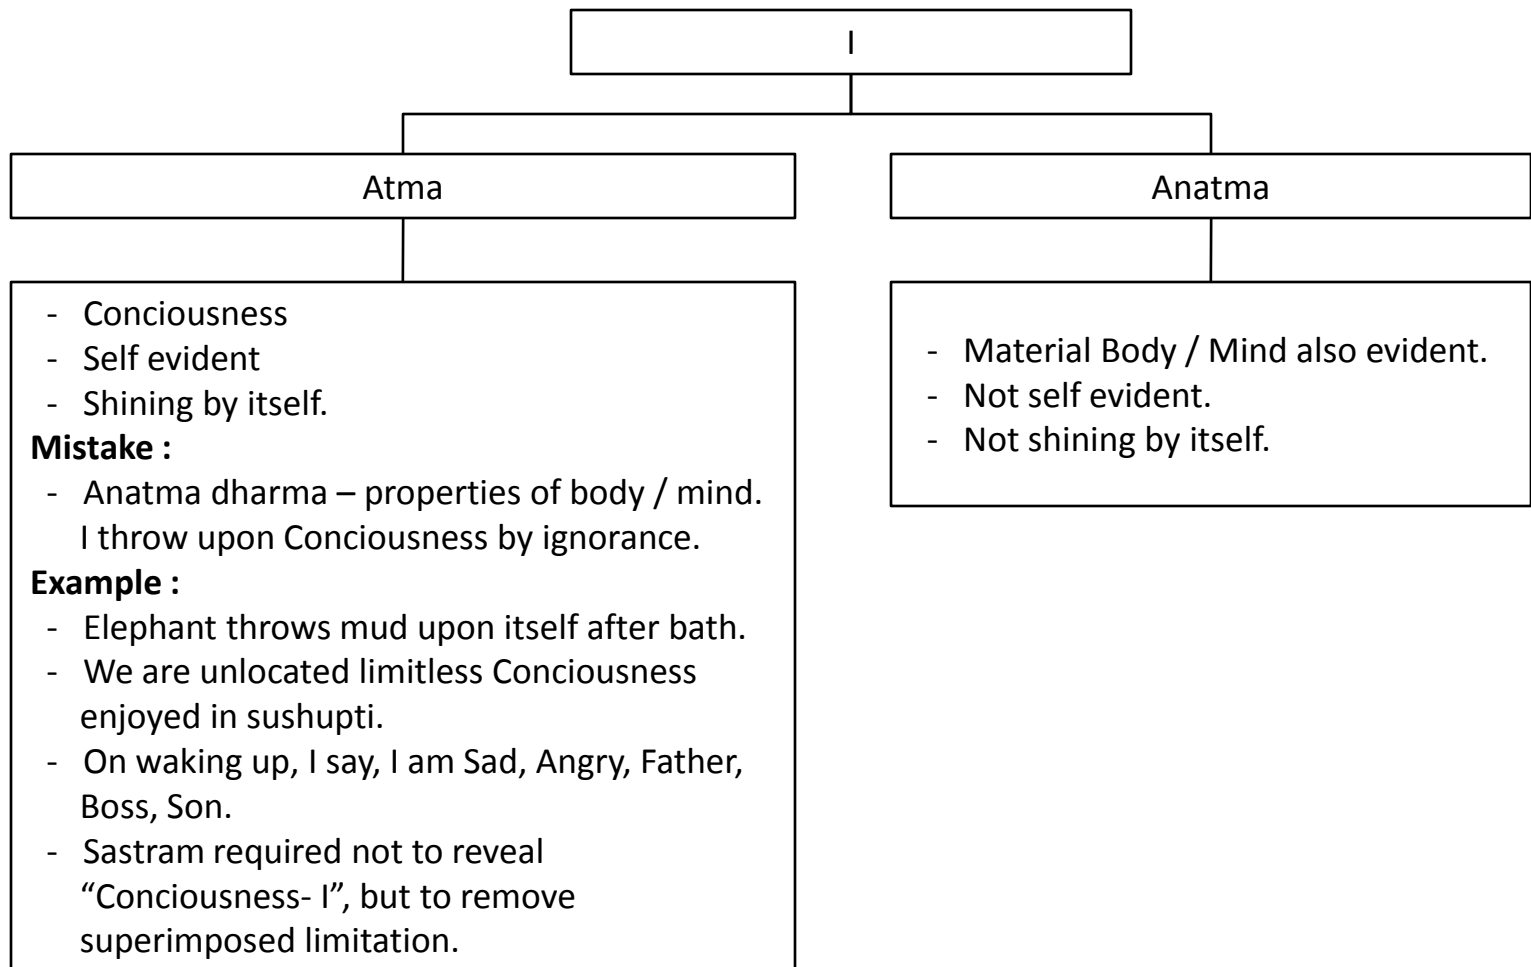 I
Atma
Anatma
- Conciousness
- Self evident
- Shining by itself.
Mistake :
- Anatma dharma – properties of body / mind.
I throw upon Conciousness by ignorance.
Example :
- Elephant throws mud upon itself after bath.
- We are unlocated limitless Conciousness
enjoyed in sushupti.
- On waking up, I say, I am Sad, Angry, Father,
Boss, Son.
- Sastram required not to reveal
“Conciousness- I”, but to remove
superimposed limitation.
- Material Body / Mind also evident.
- Not self evident.
- Not shining by itself.